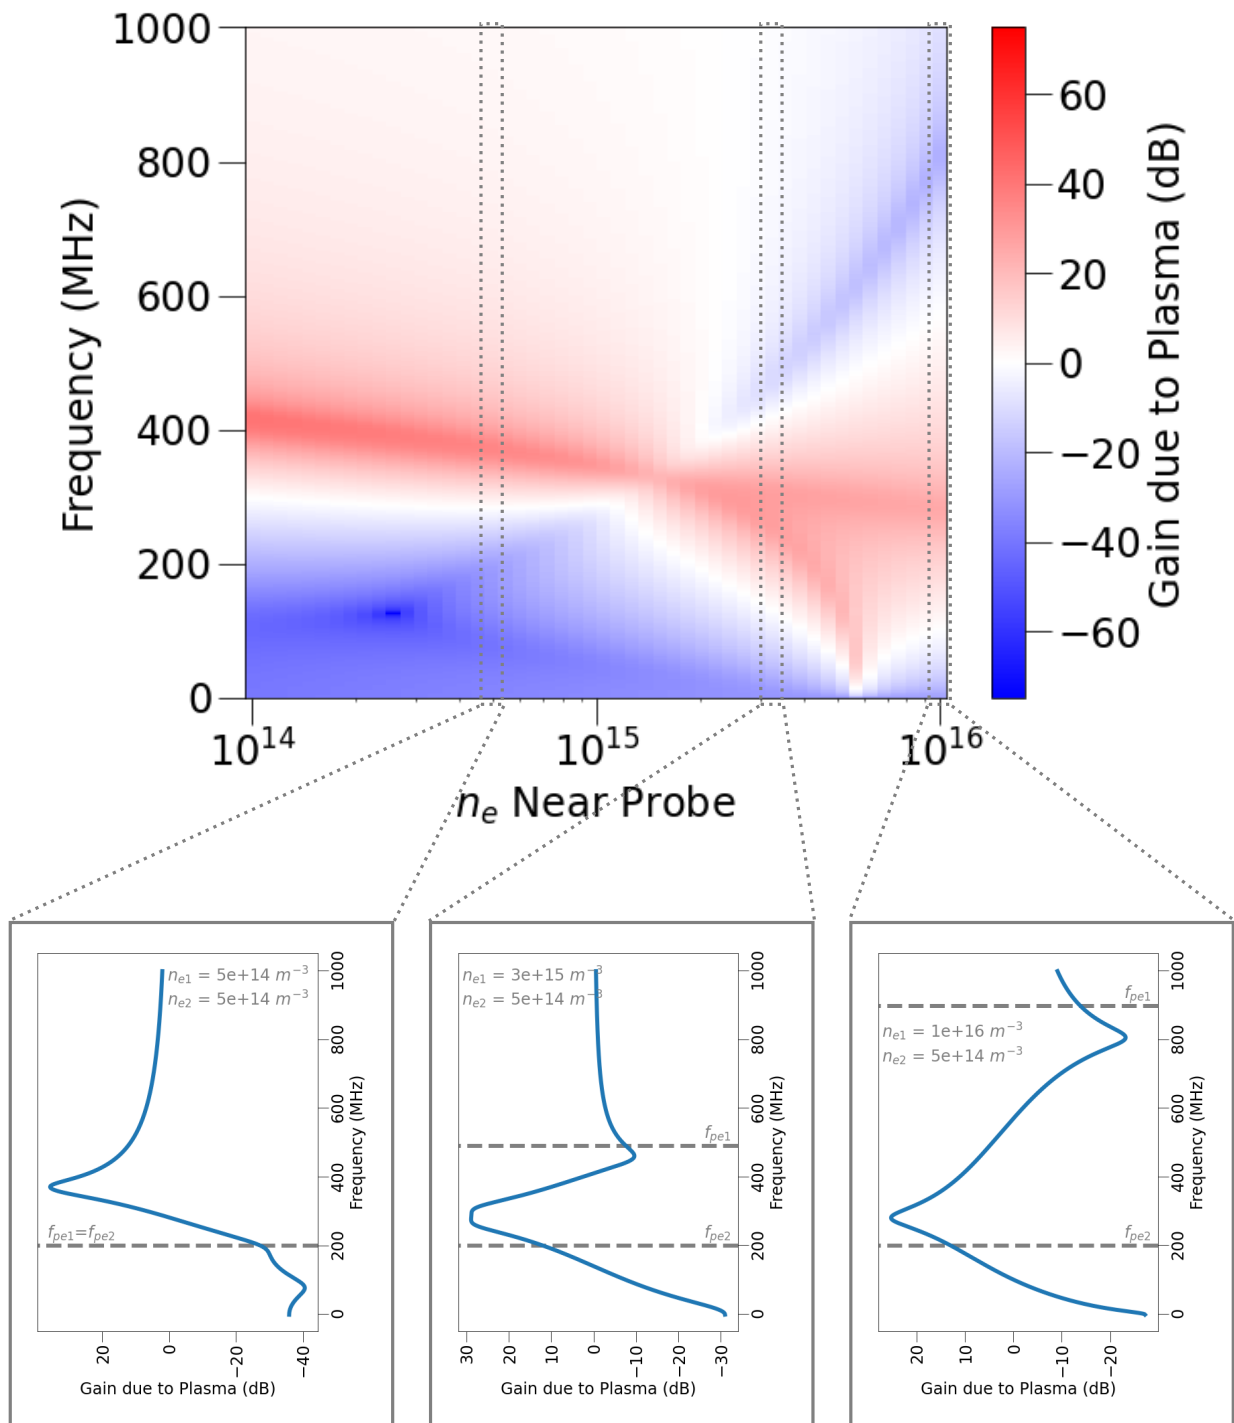 1000
800
600
400
200
0
Frequency (MHz)
10^14
10^15
10^16
n_e Near Probe
60
40
20
0
−20
−40
−60
Gain due to Plasma (dB)
n_e1 = 5e+14 m^−3
n_e2 = 5e+14 m^−3
f_pe1=f_pe2
1000
800
600
400
200
0
Frequency (MHz)
20
0
−20
−40
Gain due to Plasma (dB)
n_e1 = 3e+15 m^−3
n_e2 = 5e+14 m^−3
f_pe1
f_pe2
1000
800
600
400
200
0
Frequency (MHz)
30
20
10
0
−10
−20
−30
Gain due to Plasma (dB)
f_pe1
n_e1 = 1e+16 m^−3
n_e2 = 5e+14 m^−3
f_pe2
1000
800
600
400
200
0
Frequency (MHz)
20
10
0
−10
−20
Gain due to Plasma (dB)